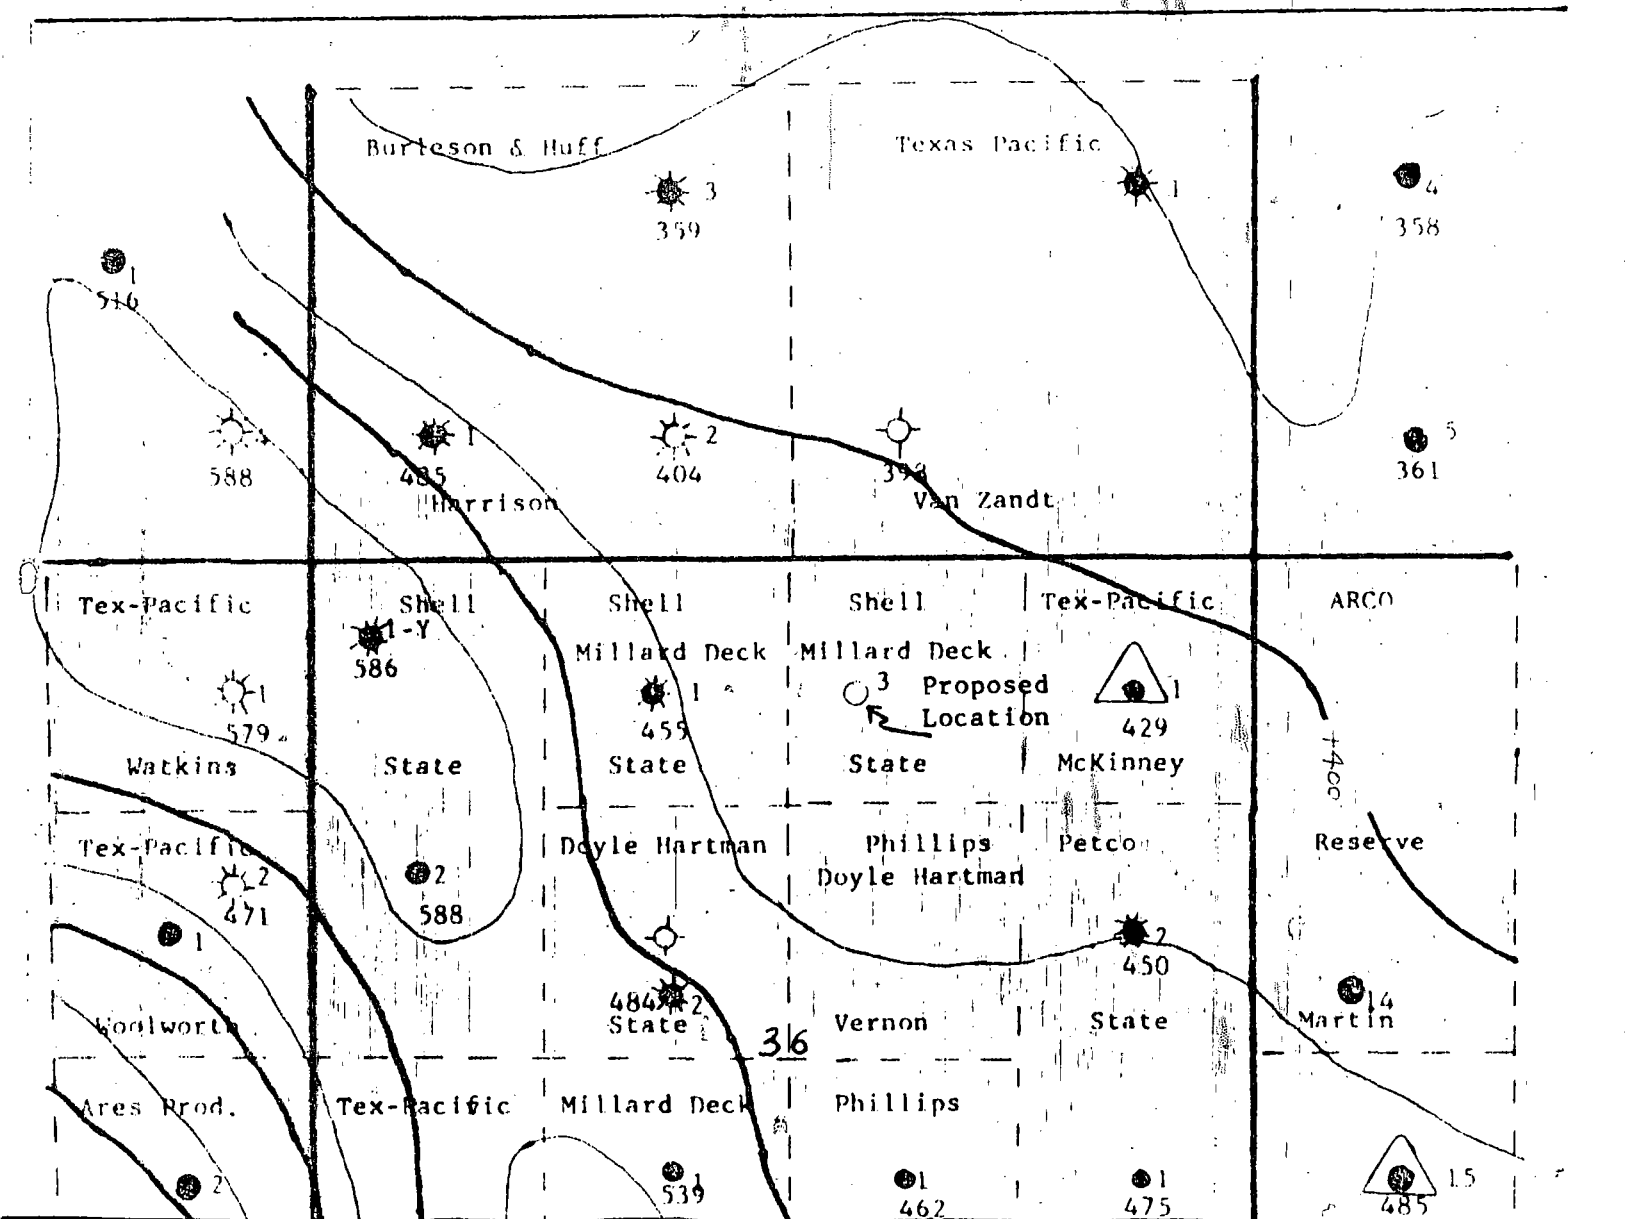 Burleson & Huff
Texas Pacific
3
359
1
4
358
1
516
588
1
485
2
404
393
5
361
Harrison
Van Zandt
Tex-Pacific
Shell
Shell
Shell
Tex-Pacific
ARCO
1-Y
586
Millard Deck
Millard Deck
1
579
1
455
3 Proposed
Location
1
429
Watkins
State
State
State
McKinney
+400
Tex-Pacific
Doyle Hartman
Phillips
Petco
Reserve
2
471
2
588
Doyle Hartman
1
2
450
484
2
14
Woolworth
State
Vernon
State
Martin
36
Ares Prod.
Tex-Pacific
Millard Deck
Phillips
2
1
539
1
462
1
475
15
485